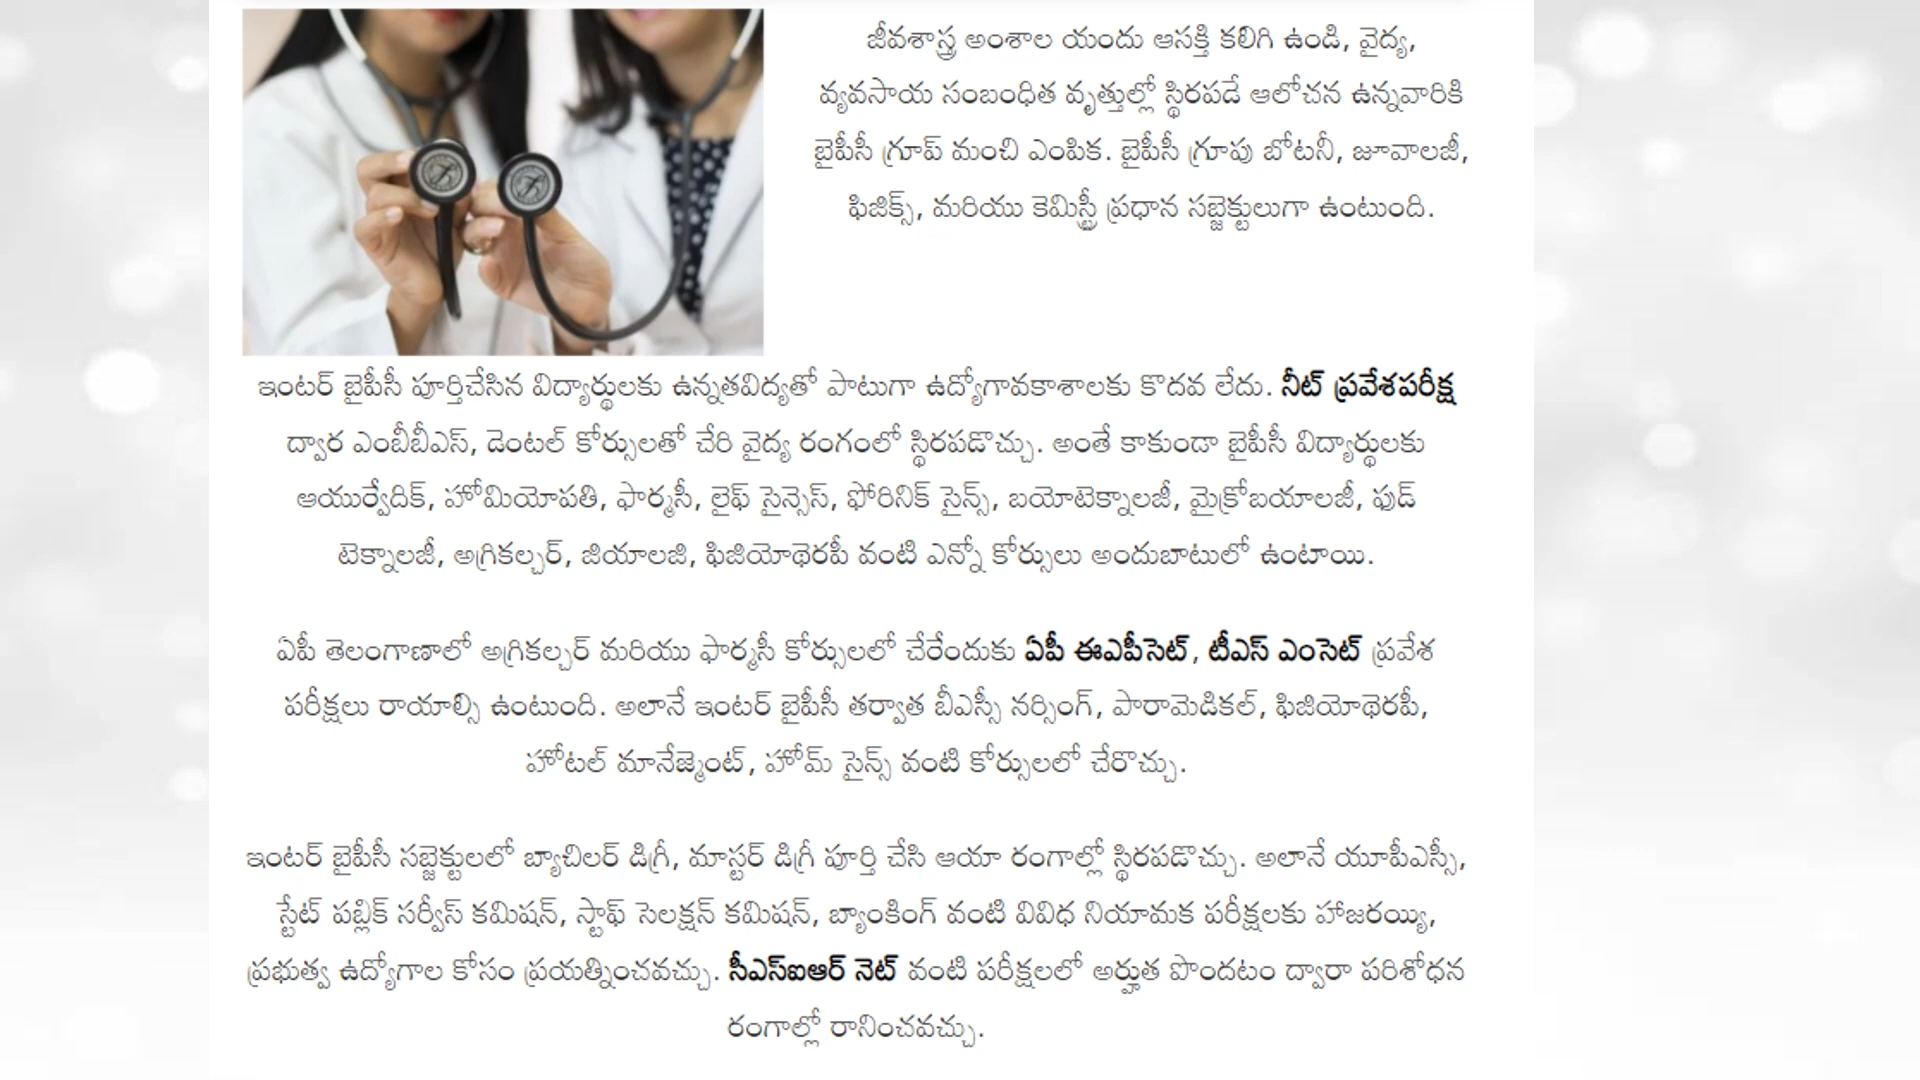 జీవశాస్త్ర అంశాల యందు ఆసక్తి కలిగి ఉండి, వైద్య,
వ్యవసాయ సంబంధిత వృత్తుల్లో స్థిరపడే ఆలోచన ఉన్నవారికి
బైపీసీ గ్రూప్ మంచి ఎంపిక. బైపీసీ గ్రూపు బోటనీ, జూవాలజీ,
ఫిజిక్స్, మరియు కెమిస్ట్రీ ప్రధాన సబ్జెక్టులుగా ఉంటుంది.
ఇంటర్ బైపీసీ పూర్తిచేసిన విద్యార్థులకు ఉన్నతవిద్యతో పాటుగా ఉద్యోగావకాశాలకు కొదవ లేదు. నీట్ ప్రవేశపరీక్ష
ద్వార ఎంబీబీఎస్, డెంటల్ కోర్సులతో చేరి వైద్య రంగంలో స్థిరపడొచ్చు. అంతే కాకుండా బైపీసీ విద్యార్థులకు
ఆయుర్వేదిక్, హోమియోపతి, ఫార్మసీ, లైఫ్ సైన్సెస్, ఫోరినిక్ సైన్స్, బయోటెక్నాలజీ, మైక్రోబయాలజీ, ఫుడ్
టెక్నాలజీ, అగ్రికల్చర్, జియాలజి, ఫిజియోథెరపీ వంటి ఎన్నో కోర్సులు అందుబాటులో ఉంటాయి.
ఏపీ తెలంగాణాలో అగ్రికల్చర్ మరియు ఫార్మసీ కోర్సులలో చేరేందుకు ఏపీ ఈఎపీసెట్, టీఎస్ ఎంసెట్ ప్రవేశ
పరీక్షలు రాయాల్సి ఉంటుంది. అలానే ఇంటర్ బైపీసీ తర్వాత బీఎస్సీ నర్సింగ్, పారామెడికల్, ఫిజియోథెరపీ,
హోటల్ మానేజ్మెంట్, హోమ్ సైన్స్ వంటి కోర్సులలో చేరొచ్చు.
ఇంటర్ బైపీసీ సబ్జెక్టులలో బ్యాచిలర్ డిగ్రీ, మాస్టర్ డిగ్రీ పూర్తి చేసి ఆయా రంగాల్లో స్థిరపడొచ్చు. అలానే యూపీఎస్సీ,
స్టేట్ పబ్లిక్ సర్వీస్ కమిషన్, స్టాఫ్ సెలక్షన్ కమిషన్, బ్యాంకింగ్ వంటి వివిధ నియామక పరీక్షలకు హాజరయ్యి,
ప్రభుత్వ ఉద్యోగాల కోసం ప్రయత్నించవచ్చు. సీఎస్ఐఆర్ నెట్ వంటి పరీక్షలలో అర్హుత పొందటం ద్వారా పరిశోధన
రంగాల్లో రానించవచ్చు.